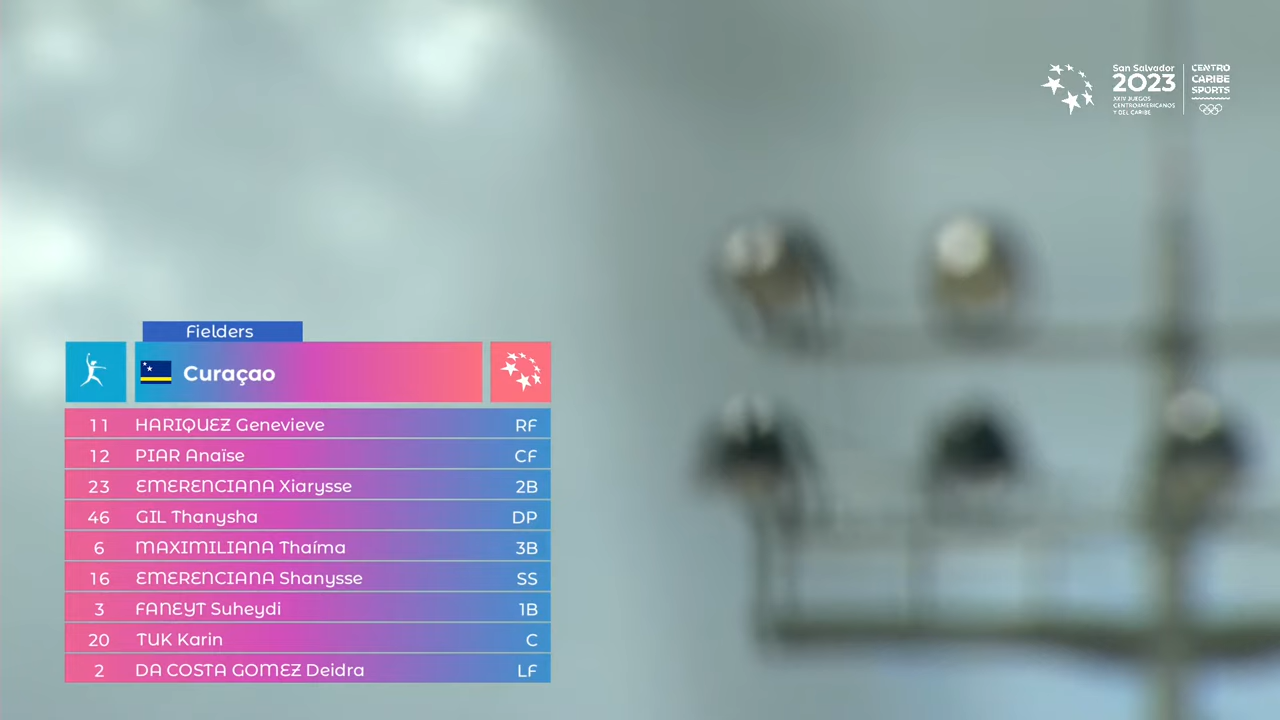 San Salvador
2023
XXIV JUEGOS
CENTROAMERICANOS
Y DEL CARIBE
CENTRO
CARIBE
SPORTS
Fielders
Curaçao
11 HARIQUEZ Genevieve RF
12 PIAR Anaïse CF
23 EMERENCIANA Xiarysse 2B
46 GIL Thanysha DP
6 MAXIMILIANA Thaíma 3B
16 EMERENCIANA Shanysse SS
3 FANEYT Suheydi 1B
20 TUK Karin C
2 DA COSTA GOMEZ Deidra LF